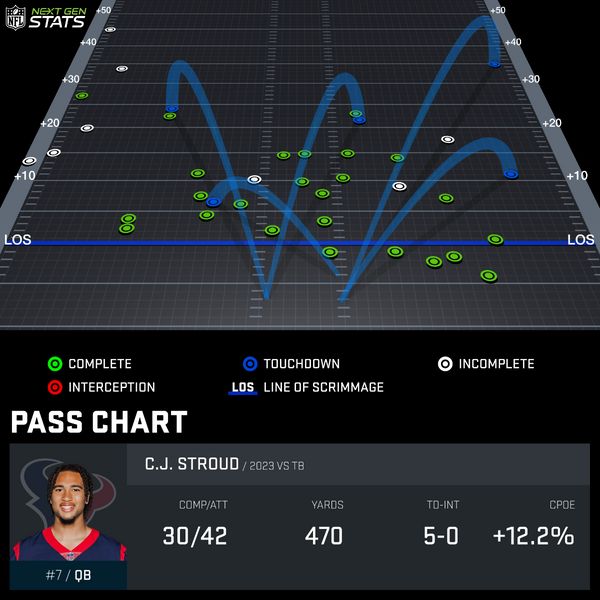 NFL NEXT GEN STATS
+50 +50
+40 +40
+30 +30
+20 +20
+10 +10
LOS LOS
COMPLETE TOUCHDOWN INCOMPLETE
INTERCEPTION LOS LINE OF SCRIMMAGE
PASS CHART
C.J. STROUD / 2023 VS TB
COMP/ATT YARDS TD-INT CPOE
30/42 470 5-0 +12.2%
#7 / QB